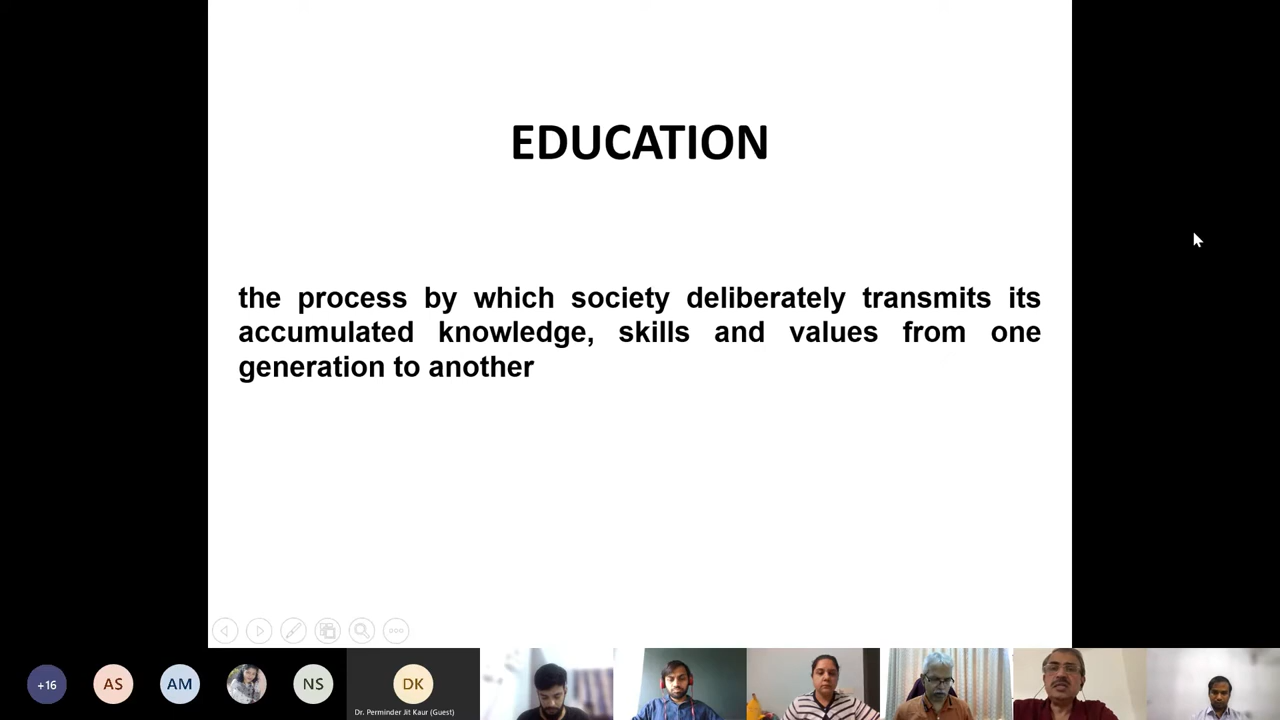 EDUCATION
the process by which society deliberately transmits its
accumulated knowledge, skills and values from one
generation to another
+16
AS
AM
NS
DK
Dr. Perminder Jit Kaur (Guest)